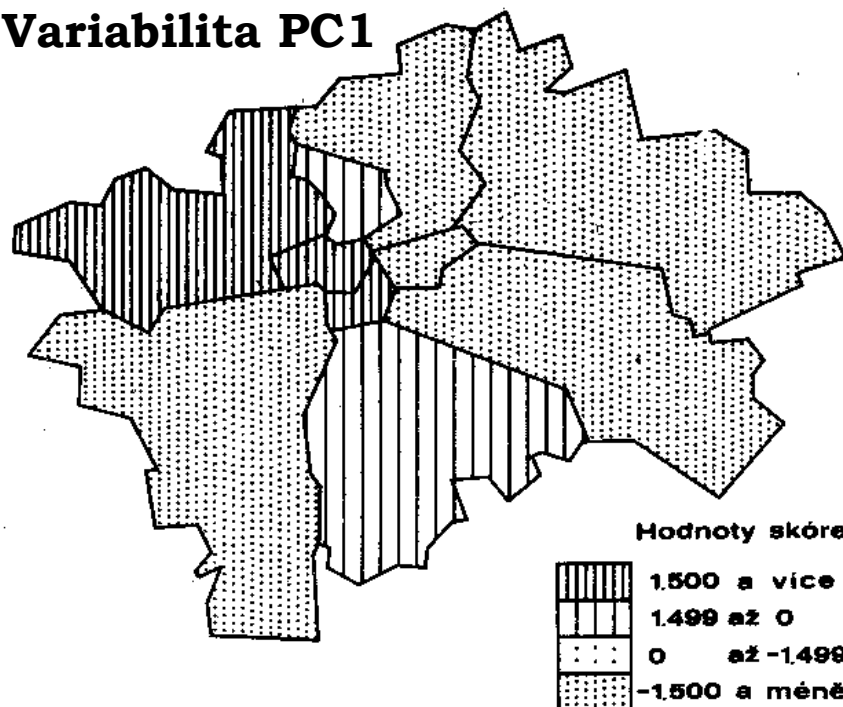 Variabilita PC1
Hodnoty skóre
1.500 a více
1.499 až 0
0 až -1.499
-1.500 a méně